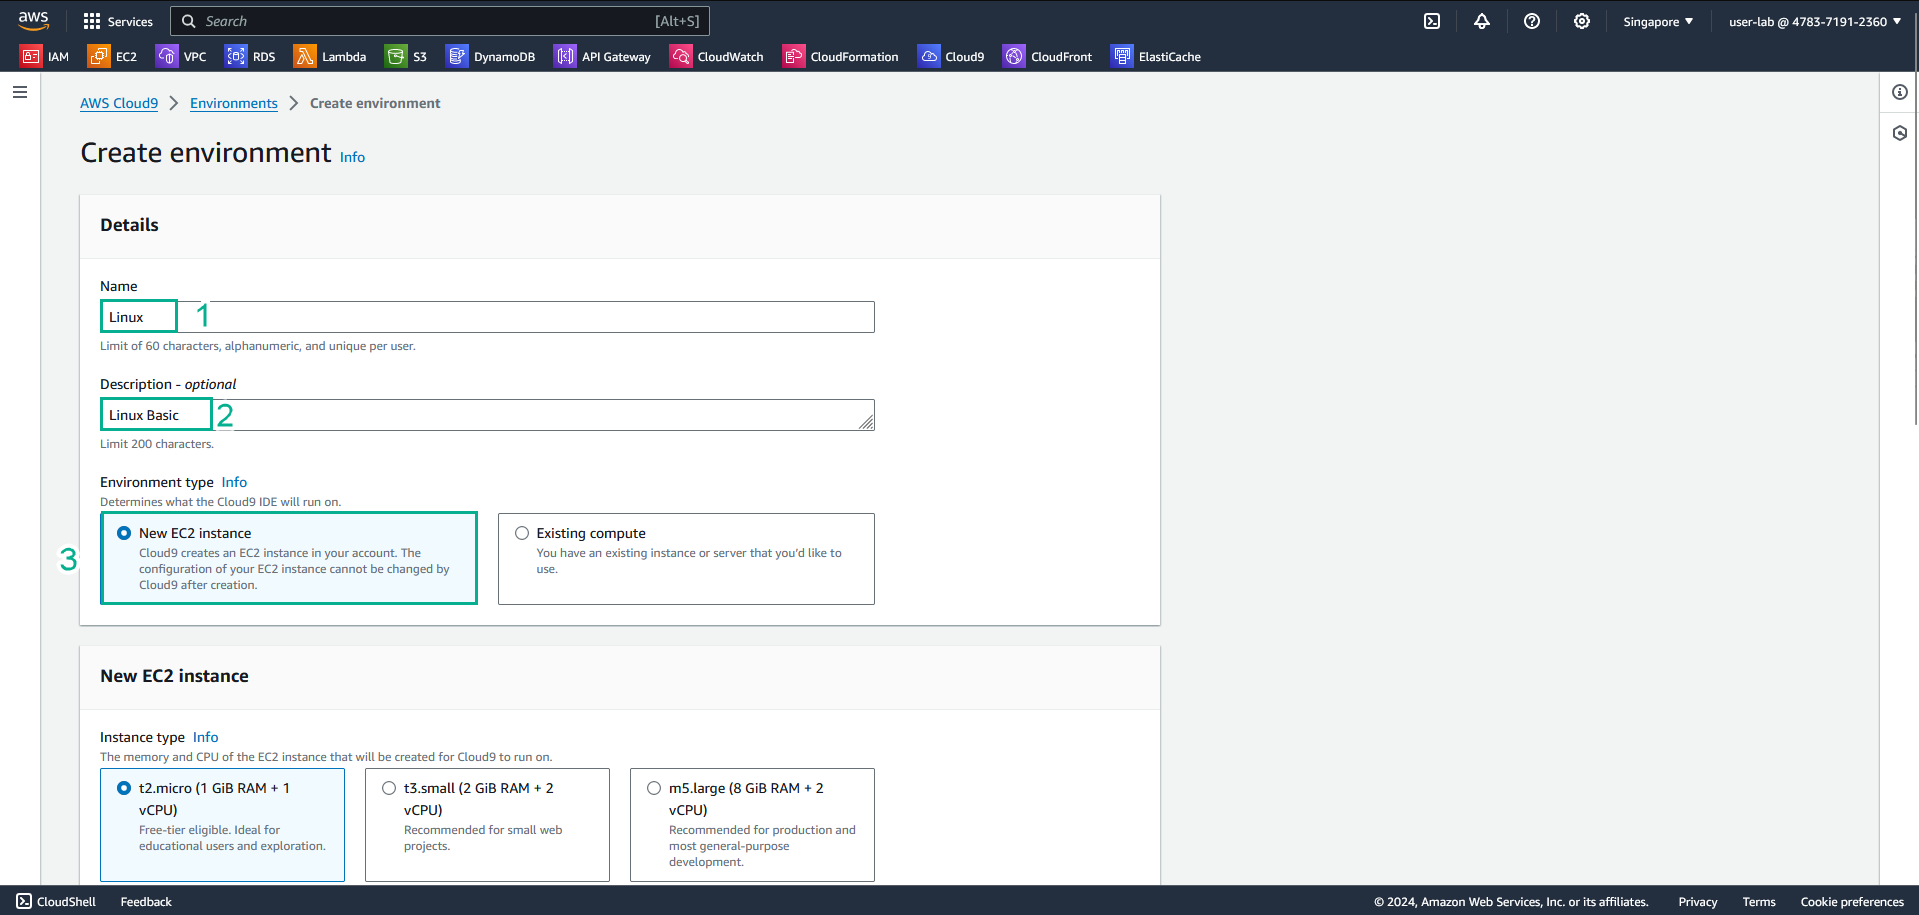 aws
Services
Search [Alt+S]
Singapore
user-lab @ 4783-7191-2360
IAM EC2 VPC RDS Lambda S3 DynamoDB API Gateway CloudWatch CloudFormation Cloud9 CloudFront ElastiCache
AWS Cloud9 Environments Create environment
Create environment Info
Details
Name
Linux 1
Limit of 60 characters, alphanumeric, and unique per user.
Description - optional
Linux Basic 2
Limit 200 characters.
Environment type Info
Determines what the Cloud9 IDE will run on.
3
New EC2 instance
Cloud9 creates an EC2 instance in your account. The
configuration of your EC2 instance cannot be changed by
Cloud9 after creation.
Existing compute
You have an existing instance or server that you'd like to
use.
New EC2 instance
Instance type Info
The memory and CPU of the EC2 instance that will be created for Cloud9 to run on.
t2.micro (1 GiB RAM + 1
vCPU)
Free-tier eligible. Ideal for
educational users and exploration.
t3.small (2 GiB RAM + 2
vCPU)
Recommended for small web
projects.
m5.large (8 GiB RAM + 2
vCPU)
Recommended for production and
most general-purpose
development.
CloudShell Feedback © 2024, Amazon Web Services, Inc. or its affiliates. Privacy Terms Cookie preferences